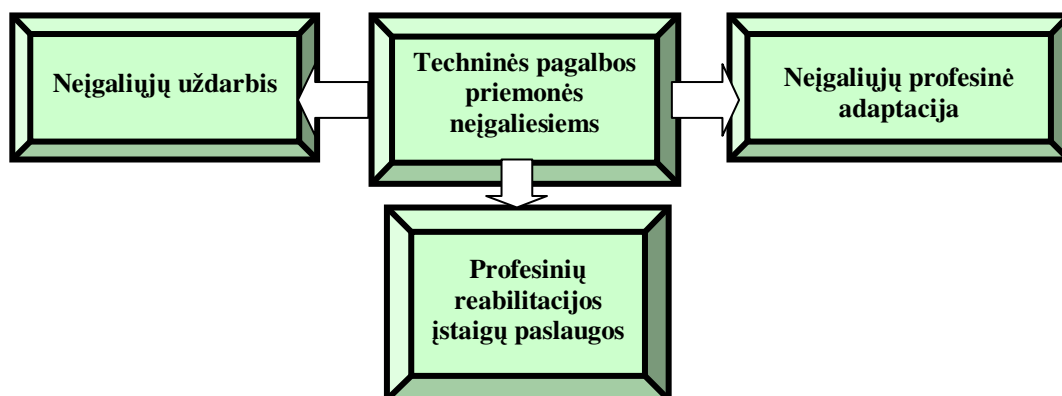 Neįgaliųjų uždarbis
Techninės pagalbos
priemonės
neįgaliesiems
Neįgaliųjų profesinė
adaptacija
Profesinių
reabilitacijos
įstaigų paslaugos